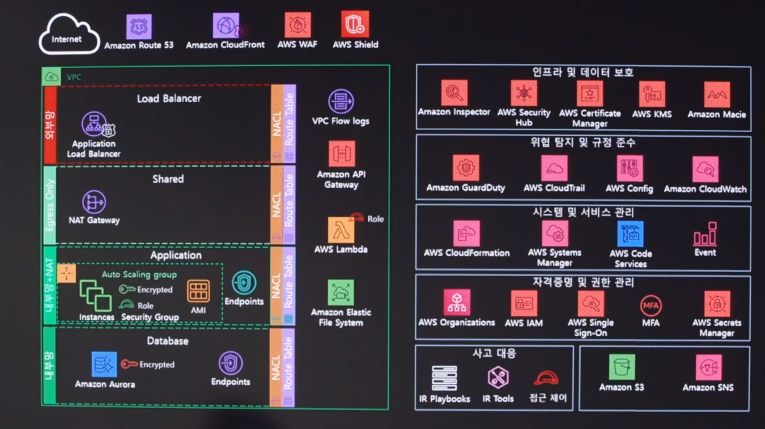 Internet
Amazon Route 53
Amazon CloudFront
AWS WAF
AWS Shield
VPC
외부망
Load Balancer
Application
Load Balancer
NACL
Route Table
Egress Only
Shared
NAT Gateway
NACL
Route Table
내부망+NAT
Application
Auto Scaling group
Instances
Encrypted
Role
Security Group
AMI
Endpoints
NACL
Route Table
내부망
Database
Amazon Aurora
Encrypted
Endpoints
NACL
Route Table
VPC Flow logs
Amazon API
Gateway
Role
AWS Lambda
Amazon Elastic
File System
인프라 및 데이터 보호
Amazon Inspector
AWS Security
Hub
AWS Certificate
Manager
AWS KMS
Amazon Macie
위협 탐지 및 규정 준수
Amazon GuardDuty
AWS CloudTrail
AWS Config
Amazon CloudWatch
시스템 및 서비스 관리
AWS CloudFormation
AWS Systems
Manager
AWS Code
Services
Event
자격증명 및 권한 관리
AWS Organizations
AWS IAM
AWS Single
Sign-On
MFA
MFA
AWS Secrets
Manager
사고 대응
IR Playbooks
IR Tools
접근 제어
Amazon S3
Amazon SNS